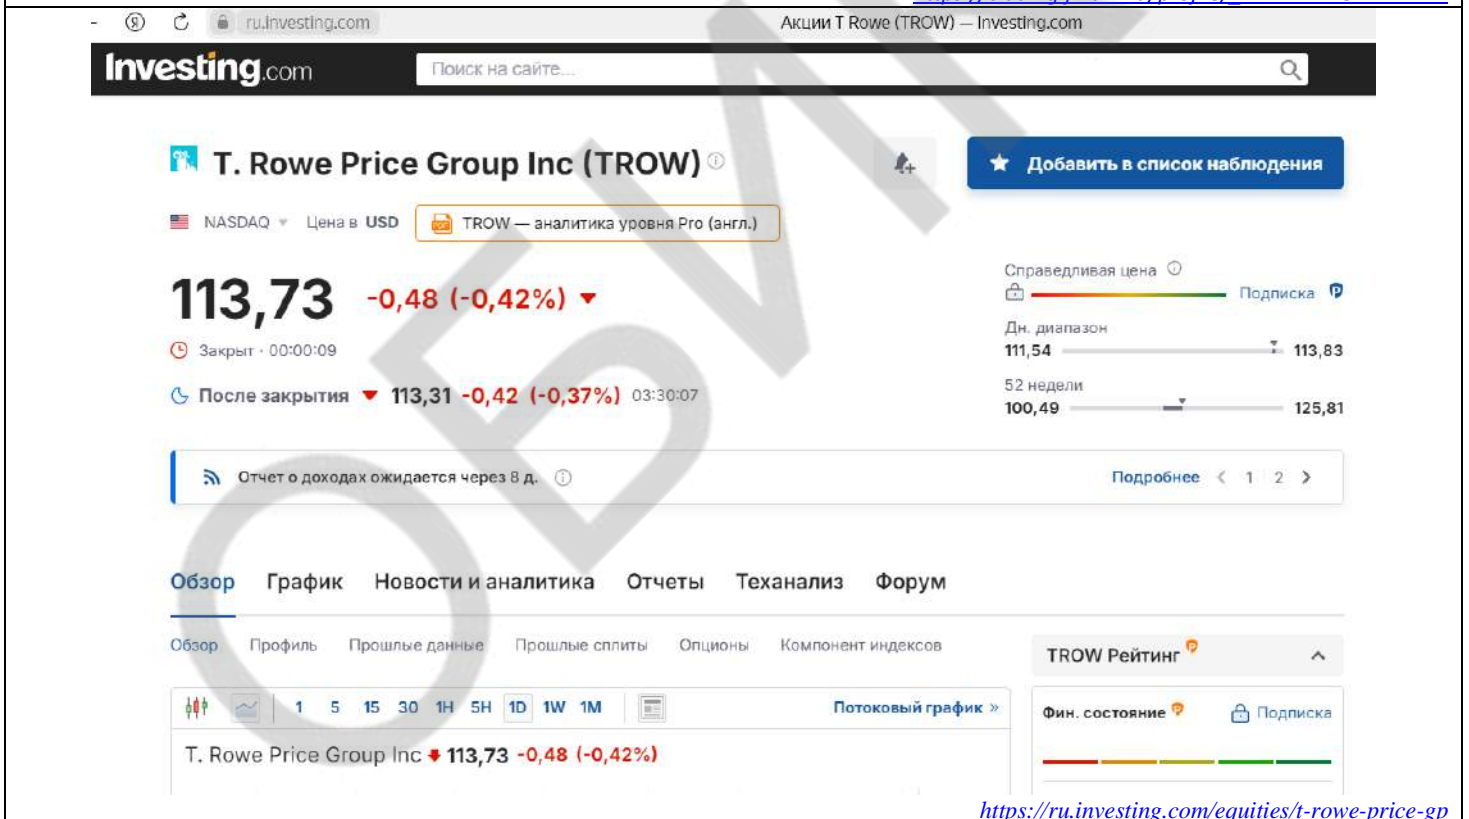 ru.investing.com
Акции T Rowe (TROW) — Investing.com
Investing.com
Поиск на сайте...
T. Rowe Price Group Inc (TROW)
Добавить в список наблюдения
NASDAQ
Цена в USD
TROW — аналитика уровня Pro (англ.)
113,73 -0,48 (-0,42%)
Закрыт · 00:00:09
После закрытия 113,31 -0,42 (-0,37%) 03:30:07
Справедливая цена
Подписка
Дн. диапазон
111,54 113,83
52 недели
100,49 125,81
Отчет о доходах ожидается через 8 д.
Подробнее 1 2
Обзор График Новости и аналитика Отчеты Теханализ Форум
Обзор Профиль Прошлые данные Прошлые сплиты Опционы Компонент индексов
TROW Рейтинг
1 5 15 30 1H 5H 1D 1W 1M
Потоковый график »
Фин. состояние
Подписка
T. Rowe Price Group Inc 113,73 -0,48 (-0,42%)
https://ru.investing.com/equities/t-rowe-price-gp